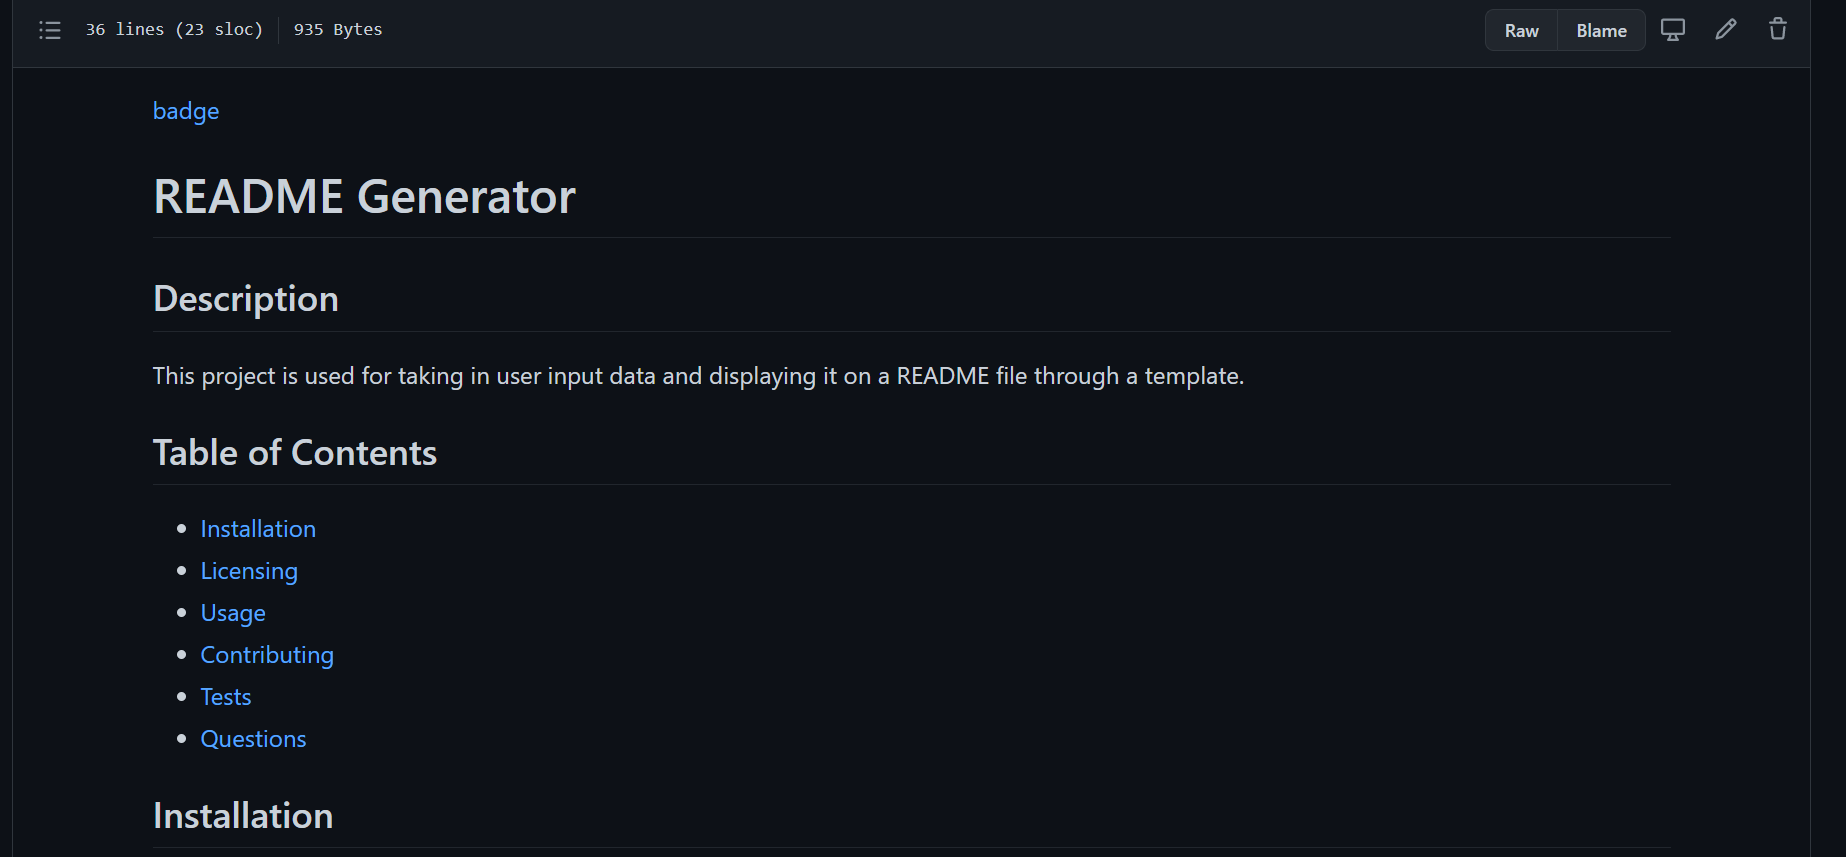 36 lines (23 sloc) 935 Bytes Raw Blame
badge
README Generator
Description
This project is used for taking in user input data and displaying it on a README file through a template.
Table of Contents
Installation
Licensing
Usage
Contributing
Tests
Questions
Installation